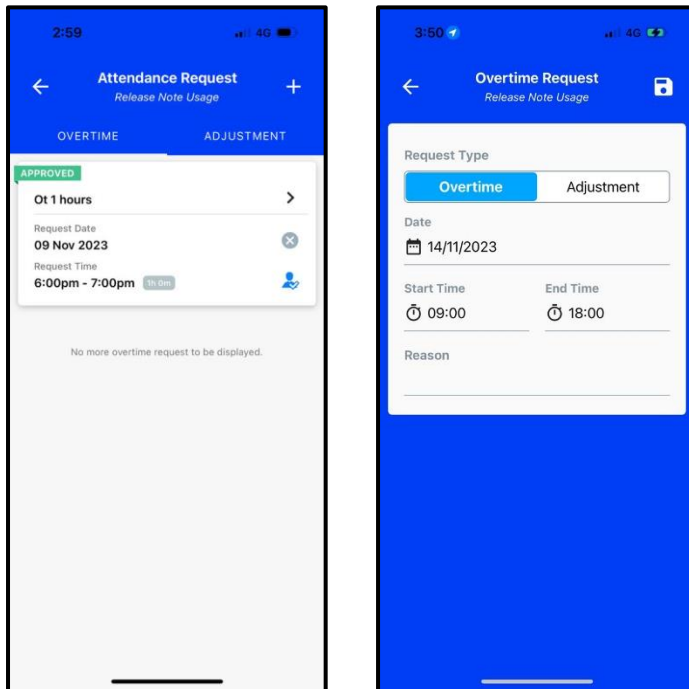 2:59
4G
Attendance Request
Release Note Usage
OVERTIME ADJUSTMENT
APPROVED
Ot 1 hours
Request Date
09 Nov 2023
Request Time
6:00pm - 7:00pm 1h 0m
No more overtime request to be displayed.
3:50
4G
Overtime Request
Release Note Usage
Request Type
Overtime Adjustment
Date
14/11/2023
Start Time End Time
09:00 18:00
Reason